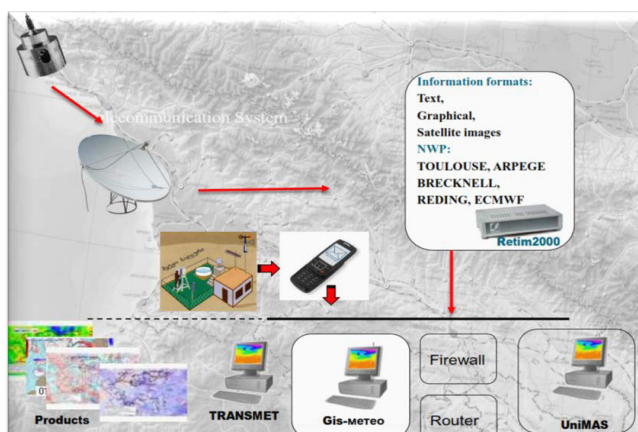 Telecommunication System
Information formats:
Text,
Graphical,
Satellite images
NWP:
TOULOUSE, ARPEGE
BRECKNELL,
REDING, ECMWF
Retim2000
Products
TRANSMET
Gis-метео
Firewall
Router
UniMAS